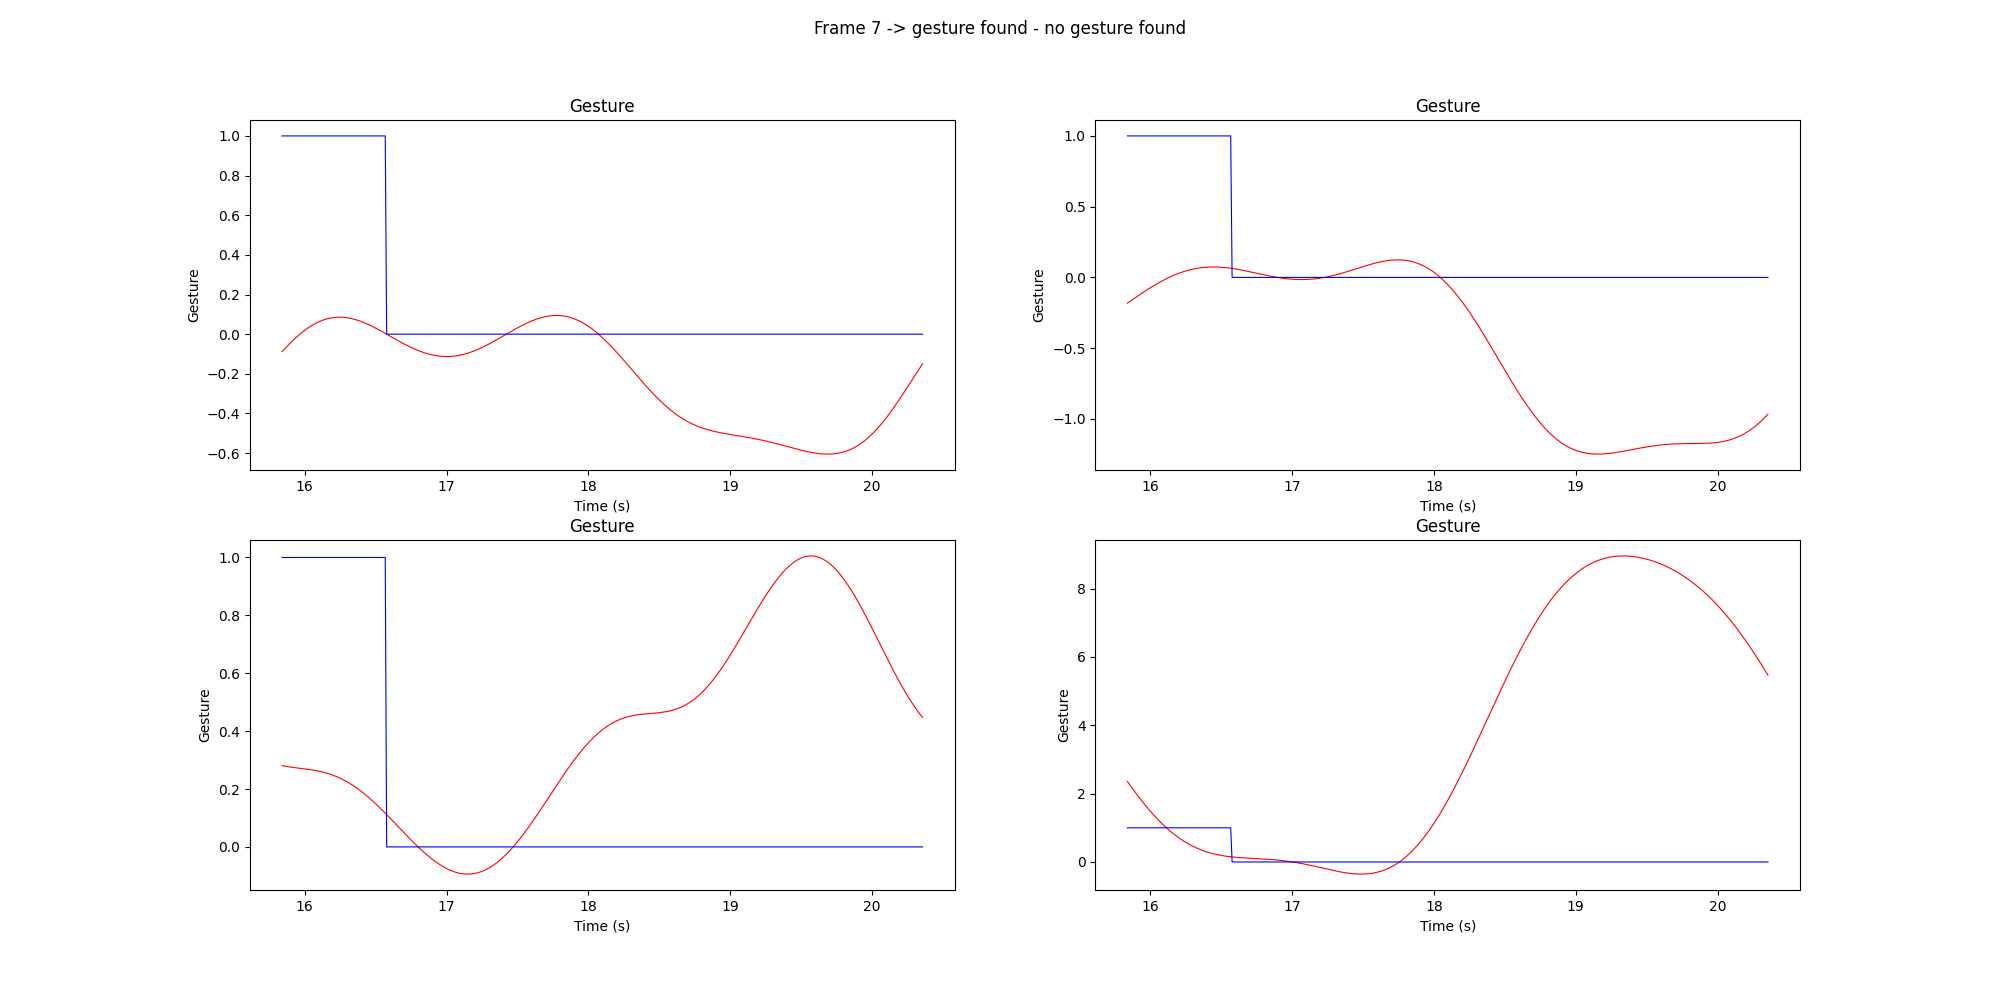 Frame 7 -> gesture found - no gesture found
Gesture
1.0
0.8
0.6
0.4
0.2
0.0
−0.2
−0.4
−0.6
Gesture
16 17 18 19 20
Time (s)
Gesture
1.0
0.5
0.0
−0.5
−1.0
Gesture
16 17 18 19 20
Time (s)
Gesture
1.0
0.8
0.6
0.4
0.2
0.0
Gesture
16 17 18 19 20
Time (s)
Gesture
8
6
4
2
0
Gesture
16 17 18 19 20
Time (s)